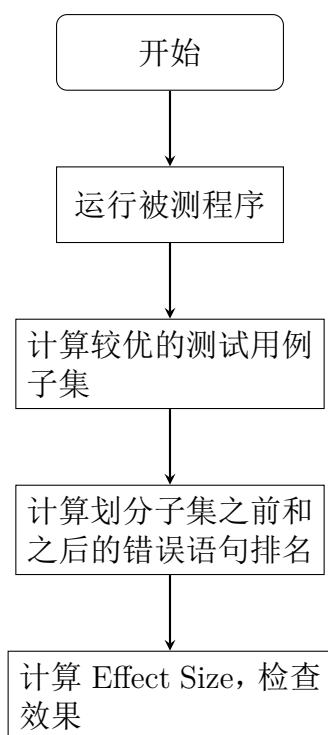 开始
运行被测程序
计算较优的测试用例
子集
计算划分子集之前和
之后的错误语句排名
计算 Effect Size，检查
效果